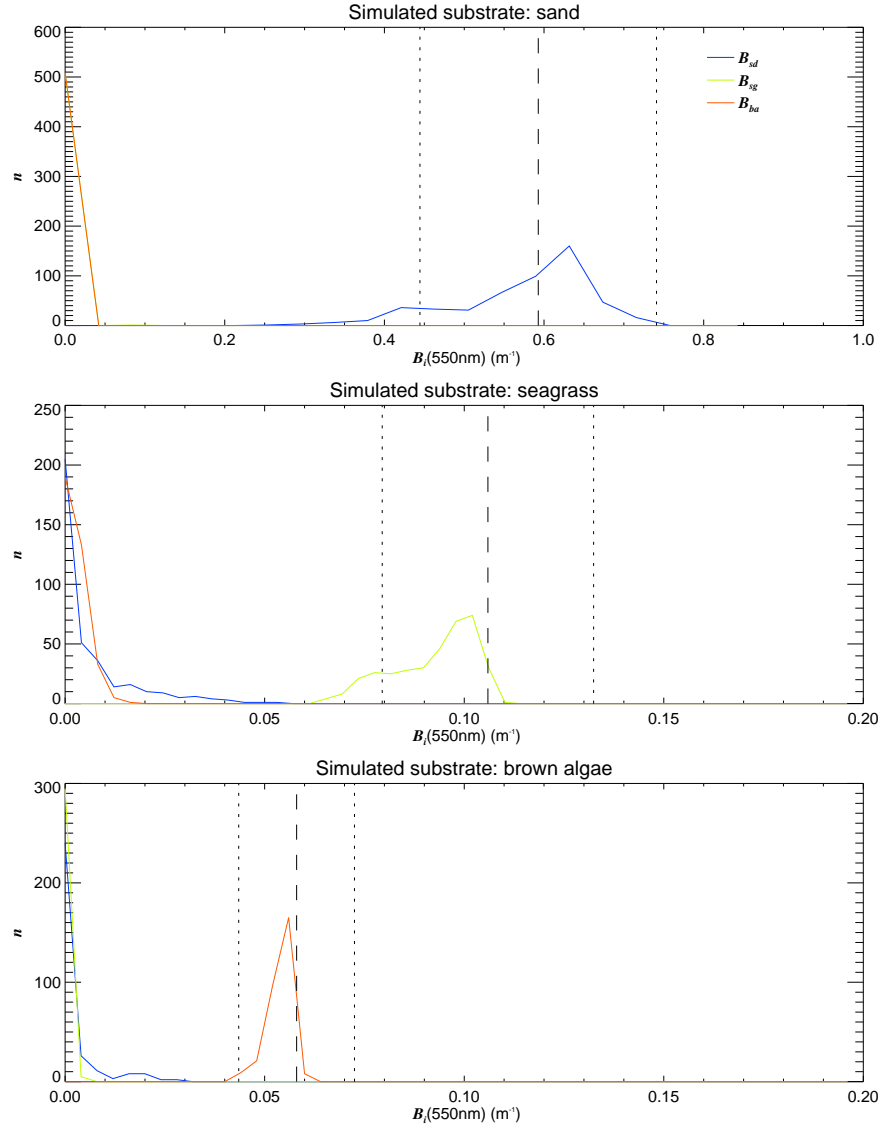 Simulated substrate: sand
600
500
400
300
200
100
0
n
B_sd
B_sg
B_ba
0.0 0.2 0.4 0.6 0.8 1.0
B_i(550nm) (m⁻¹)
Simulated substrate: seagrass
250
200
150
100
50
0
n
0.00 0.05 0.10 0.15 0.20
B_i(550nm) (m⁻¹)
Simulated substrate: brown algae
300
200
100
0
n
0.00 0.05 0.10 0.15 0.20
B_i(550nm) (m⁻¹)